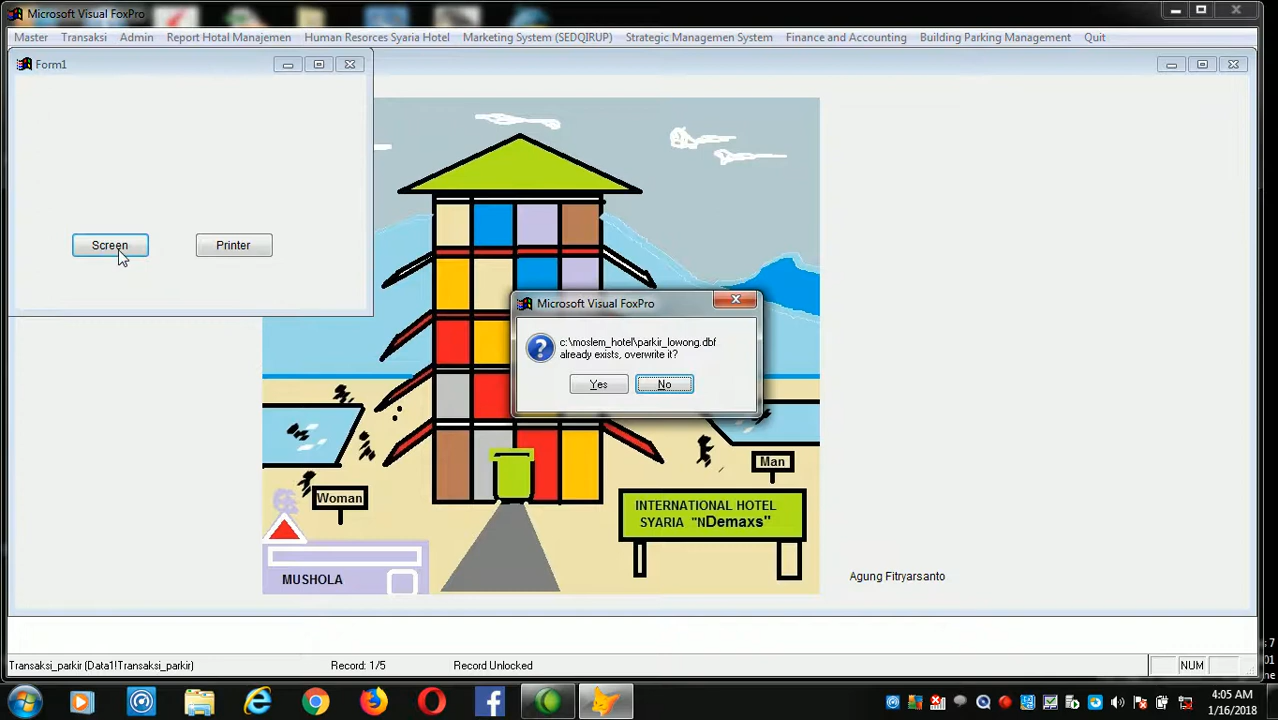 Microsoft Visual FoxPro
Master Transaksi Admin Report Hotal Manajemen Human Resorces Syaria Hotel Marketing System (SEDQIRUP) Strategic Managemen System Finance and Accounting Building Parking Management Quit
Form1
Screen
Printer
Microsoft Visual FoxPro
c:\moslem_hotel\parkir_lowong.dbf
already exists, overwrite it?
Yes
No
Woman
Man
INTERNATIONAL HOTEL
SYARIA "NDemaxs"
MUSHOLA
Agung Fitryarsanto
Transaksi_parkir (Data1!Transaksi_parkir) Record: 1/5 Record Unlocked NUM
4:05 AM
1/16/2018